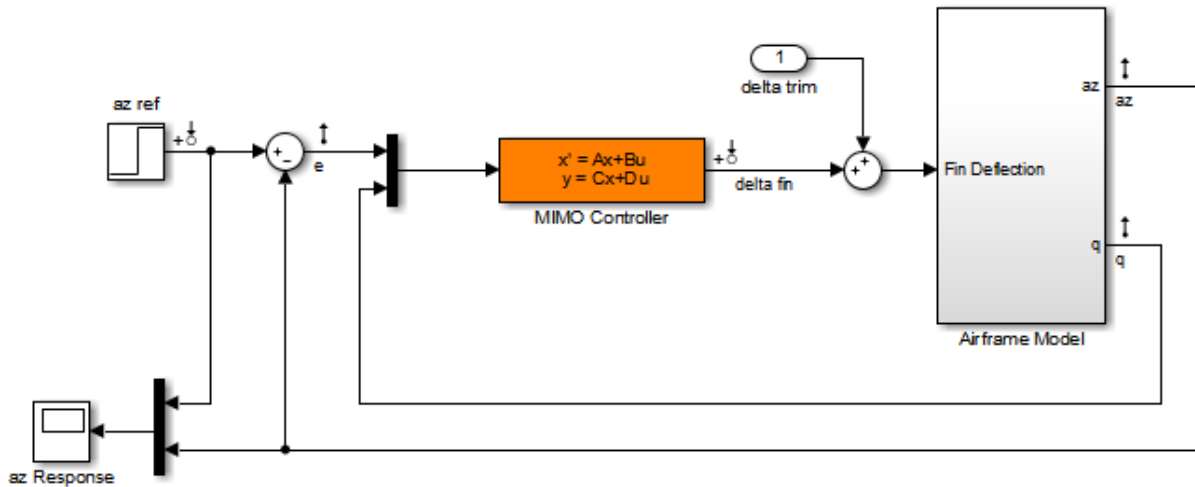 az ref
+
+
−
e
x' = Ax+Bu
y = Cx+Du
MIMO Controller
+
delta fin
1
delta trim
+
+
Fin Deflection
az
az
q
q
Airframe Model
az Response